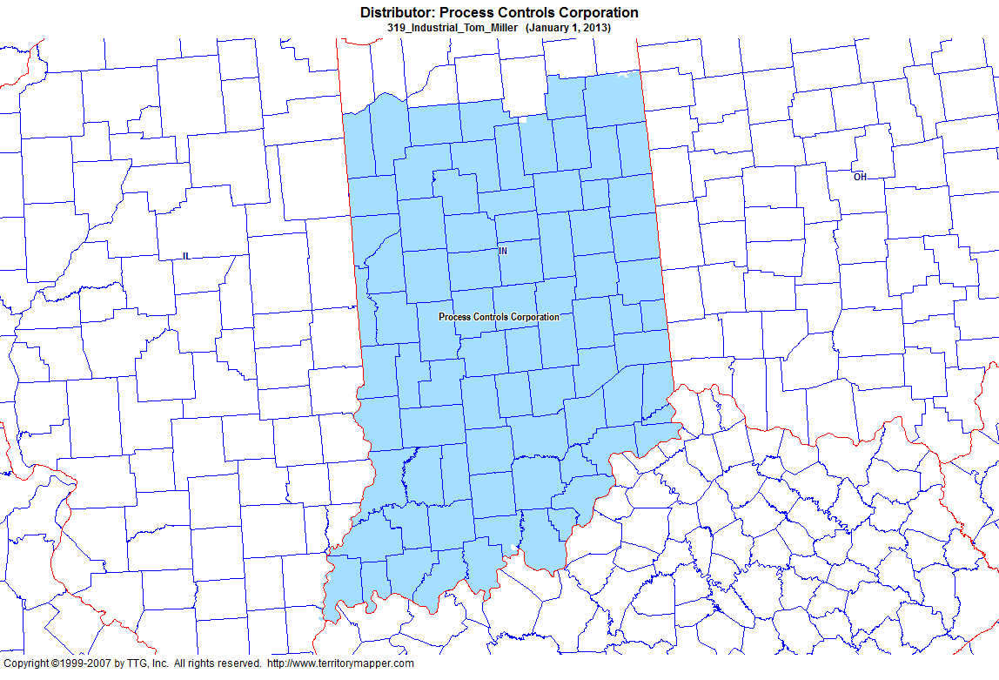 Distributor: Process Controls Corporation
319_Industrial_Tom_Miller (January 1, 2013)
OH
IL
IN
Process Controls Corporation
Copyright ©1999-2007 by TTG, Inc. All rights reserved. http://www.territorymapper.com